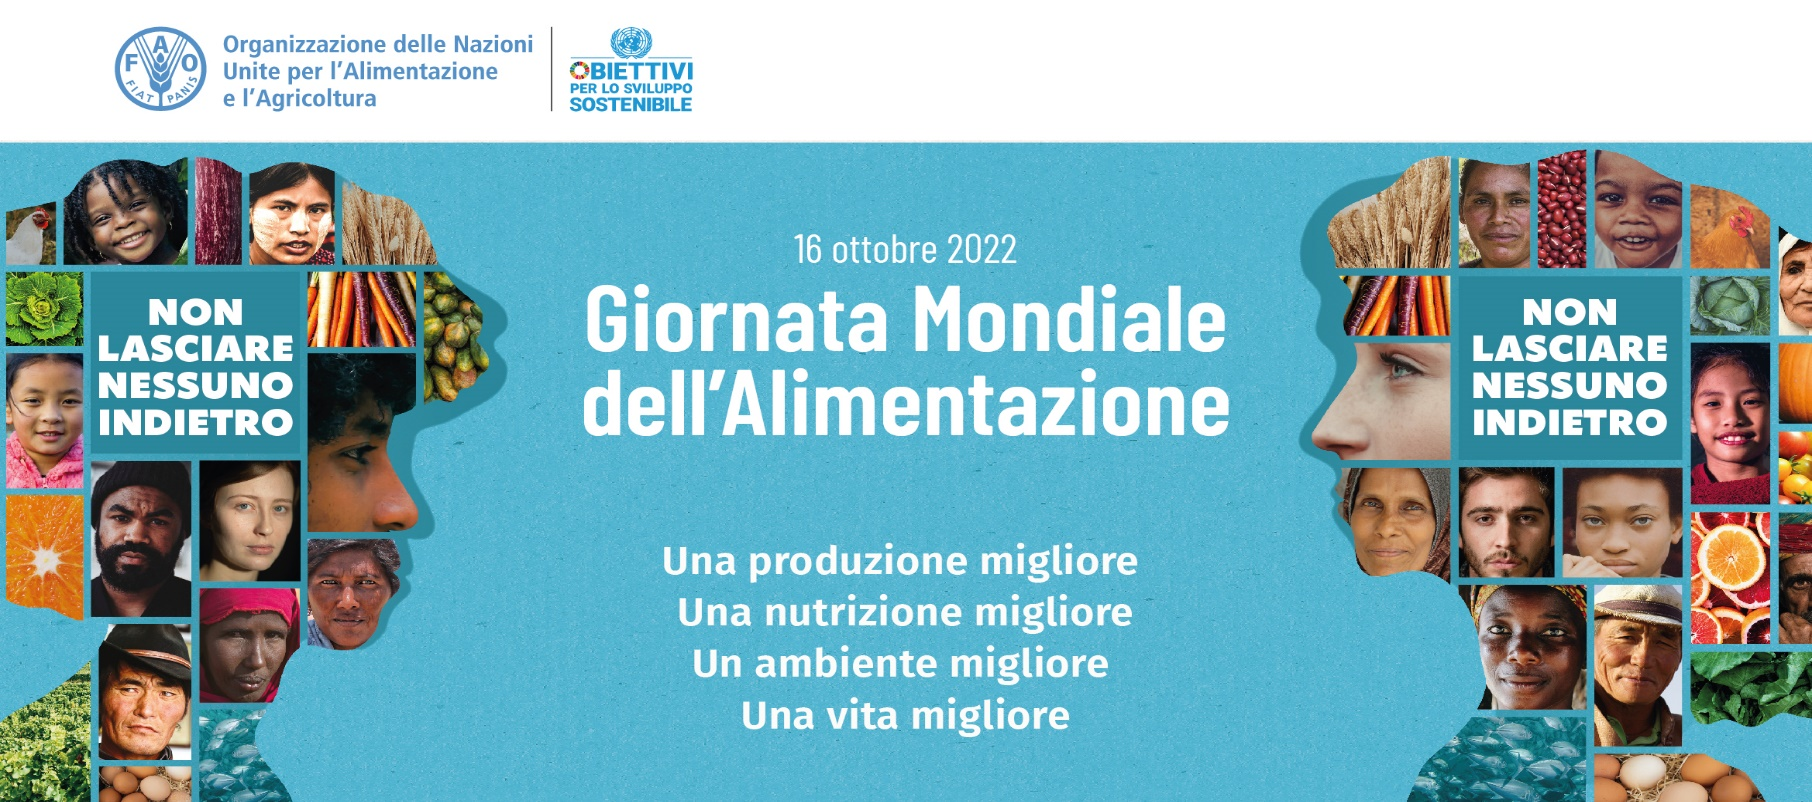 F A O
FIAT PANIS
Organizzazione delle Nazioni
Unite per l'Alimentazione
e l'Agricoltura
OBIETTIVI
PER LO SVILUPPO
SOSTENIBILE
16 ottobre 2022
Giornata Mondiale
dell'Alimentazione
NON
LASCIARE
NESSUNO
INDIETRO
NON
LASCIARE
NESSUNO
INDIETRO
Una produzione migliore
Una nutrizione migliore
Un ambiente migliore
Una vita migliore